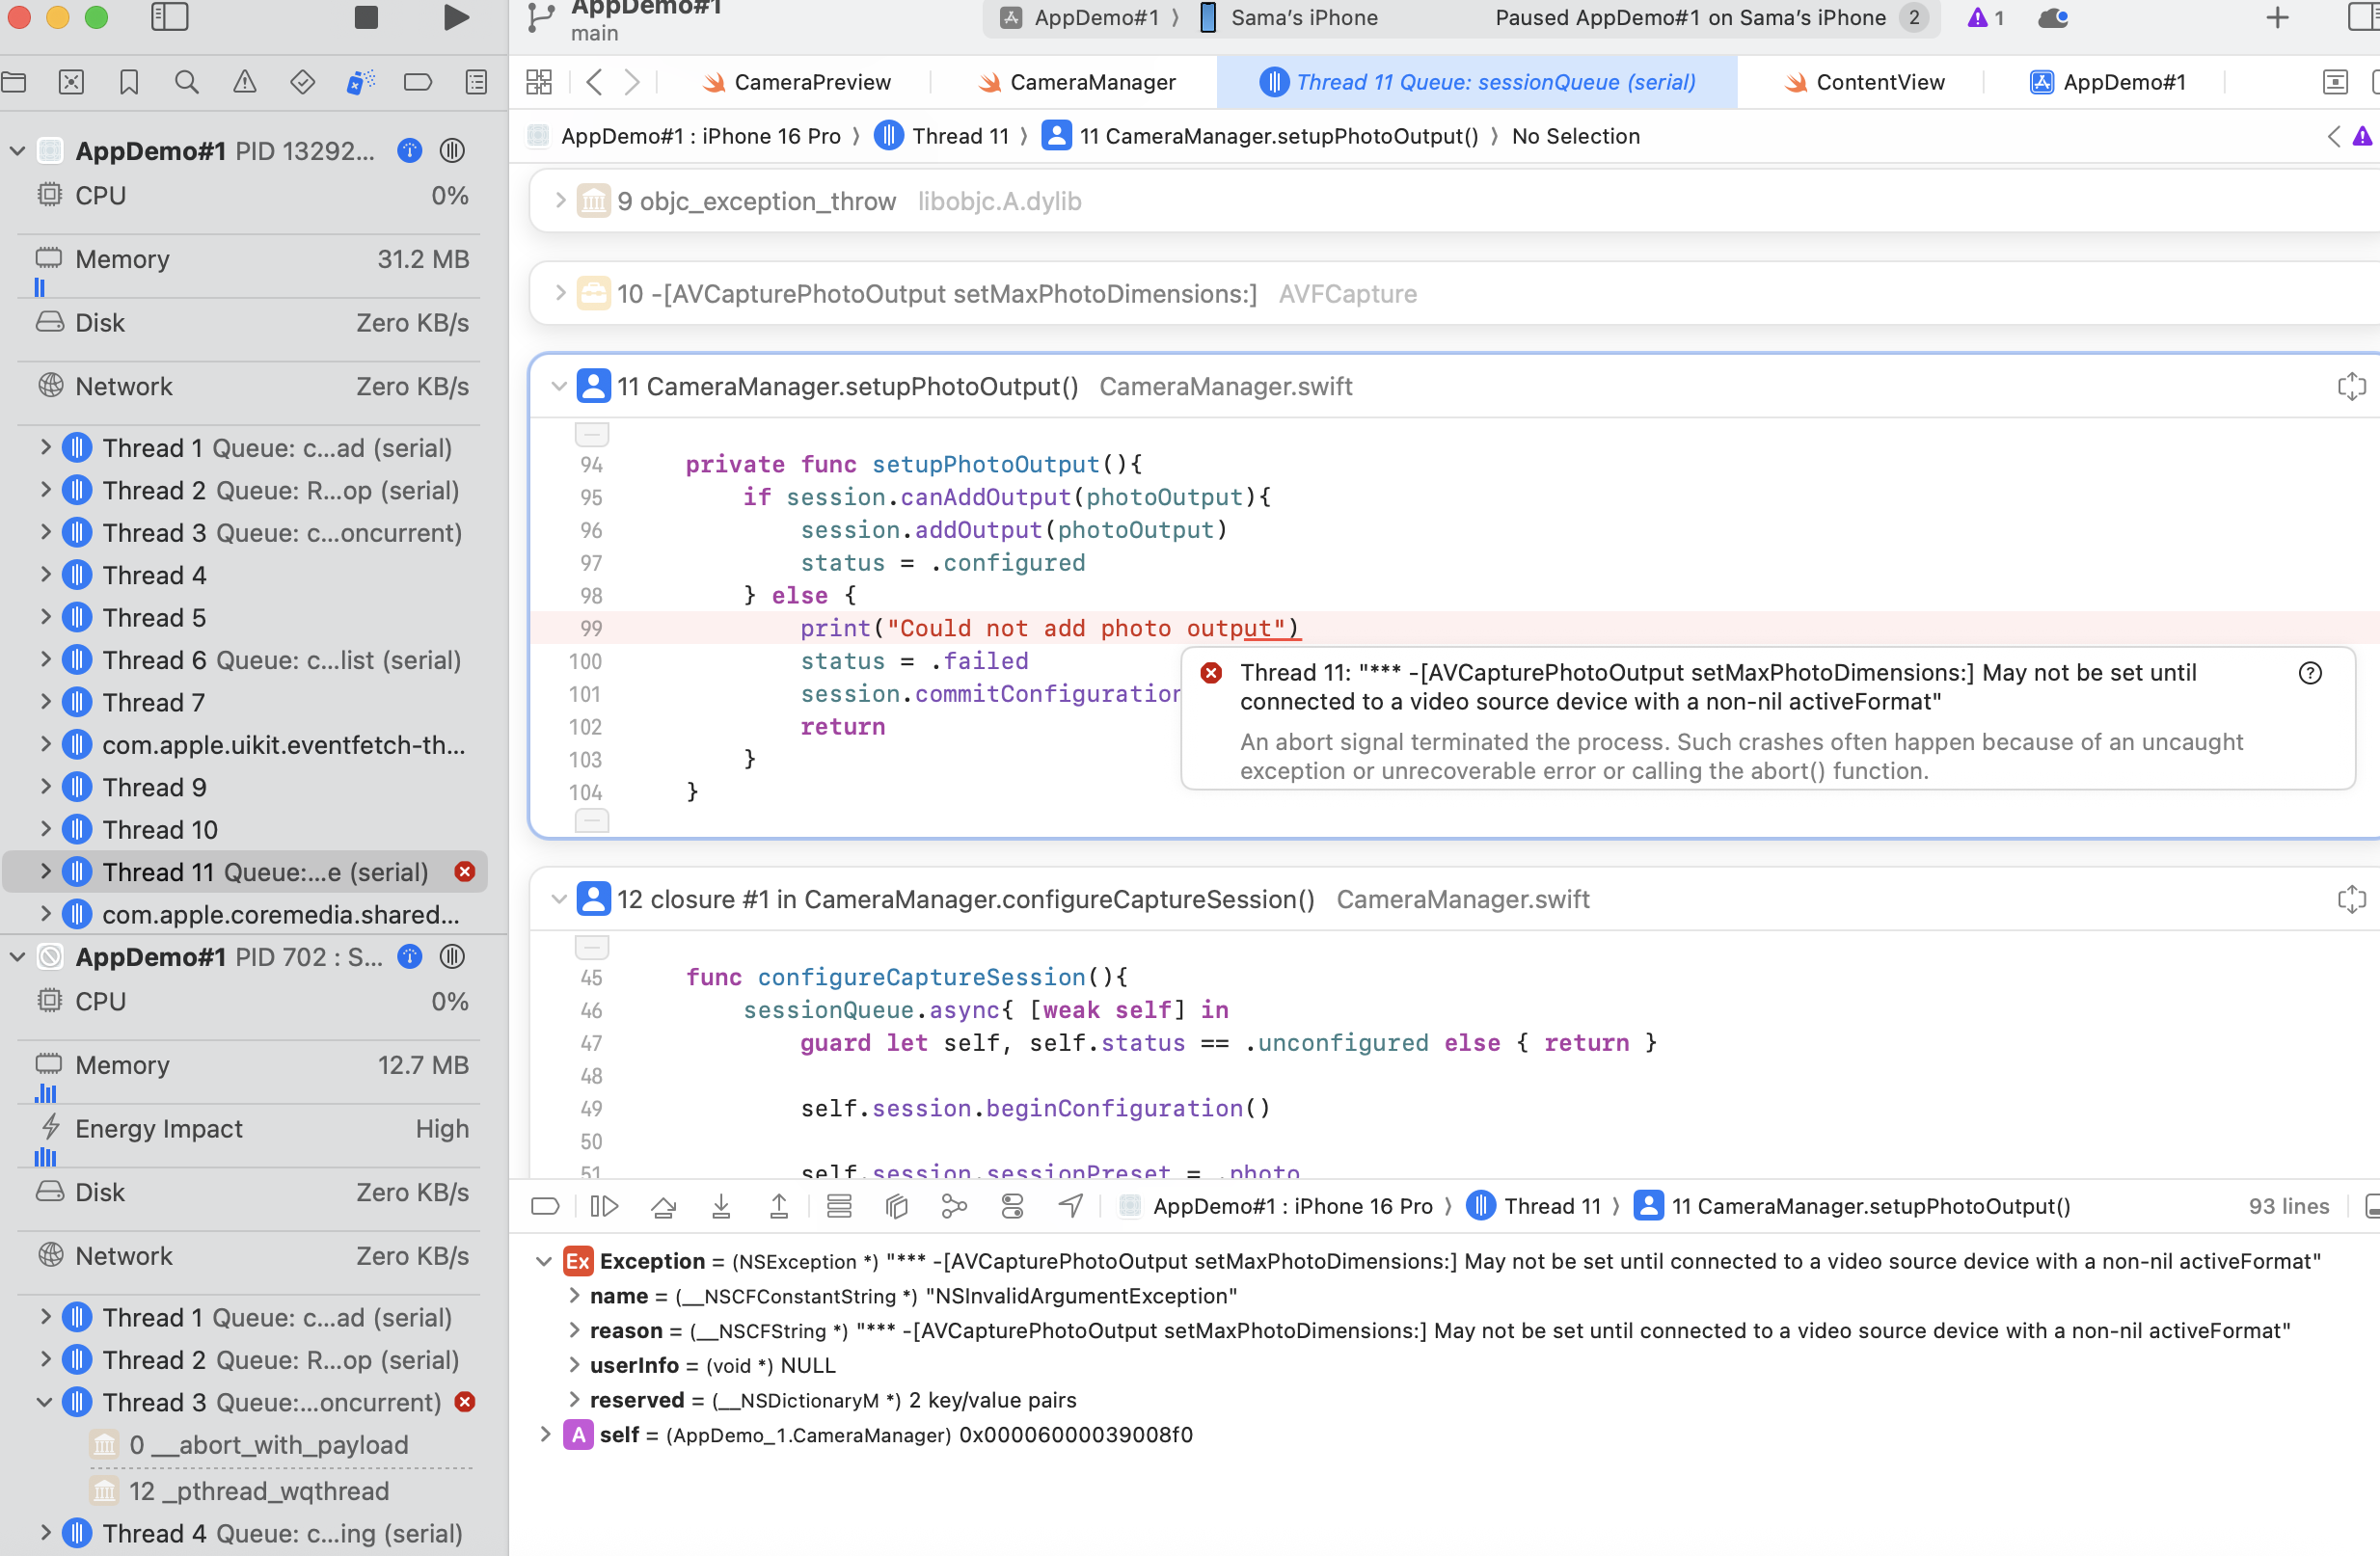 AppDemo#1
main
AppDemo#1 ⟩ Sama's iPhone
Paused AppDemo#1 on Sama's iPhone 2
1
CameraPreview
CameraManager
Thread 11 Queue: sessionQueue (serial)
ContentView
AppDemo#1
AppDemo#1 : iPhone 16 Pro ⟩ Thread 11 ⟩ 11 CameraManager.setupPhotoOutput() ⟩ No Selection
AppDemo#1 PID 13292...
CPU 0%
Memory 31.2 MB
Disk Zero KB/s
Network Zero KB/s
Thread 1 Queue: c...ad (serial)
Thread 2 Queue: R...op (serial)
Thread 3 Queue: c...oncurrent)
Thread 4
Thread 5
Thread 6 Queue: c...list (serial)
Thread 7
com.apple.uikit.eventfetch-th...
Thread 9
Thread 10
Thread 11 Queue:...e (serial)
com.apple.coremedia.shared...
AppDemo#1 PID 702 : S...
CPU 0%
Memory 12.7 MB
Energy Impact High
Disk Zero KB/s
Network Zero KB/s
Thread 1 Queue: c...ad (serial)
Thread 2 Queue: R...op (serial)
Thread 3 Queue:...oncurrent)
0 __abort_with_payload
12 _pthread_wqthread
Thread 4 Queue: c...ing (serial)
9 objc_exception_throw libobjc.A.dylib
10 -[AVCapturePhotoOutput setMaxPhotoDimensions:] AVFCapture
11 CameraManager.setupPhotoOutput() CameraManager.swift
94 private func setupPhotoOutput(){
95 if session.canAddOutput(photoOutput){
96 session.addOutput(photoOutput)
97 status = .configured
98 } else {
99 print("Could not add photo output")
100 status = .failed
101 session.commitConfiguration
102 return
103 }
104 }
Thread 11: "*** -[AVCapturePhotoOutput setMaxPhotoDimensions:] May not be set until
connected to a video source device with a non-nil activeFormat"
An abort signal terminated the process. Such crashes often happen because of an uncaught
exception or unrecoverable error or calling the abort() function.
12 closure #1 in CameraManager.configureCaptureSession() CameraManager.swift
45 func configureCaptureSession(){
46 sessionQueue.async{ [weak self] in
47 guard let self, self.status == .unconfigured else { return }
48
49 self.session.beginConfiguration()
50
51 self.session.sessionPreset = .photo
AppDemo#1 : iPhone 16 Pro ⟩ Thread 11 ⟩ 11 CameraManager.setupPhotoOutput()
93 lines
Ex Exception = (NSException *) "*** -[AVCapturePhotoOutput setMaxPhotoDimensions:] May not be set until connected to a video source device with a non-nil activeFormat"
name = (__NSCFConstantString *) "NSInvalidArgumentException"
reason = (__NSCFString *) "*** -[AVCapturePhotoOutput setMaxPhotoDimensions:] May not be set until connected to a video source device with a non-nil activeFormat"
userInfo = (void *) NULL
reserved = (__NSDictionaryM *) 2 key/value pairs
A self = (AppDemo_1.CameraManager) 0x00006000039008f0